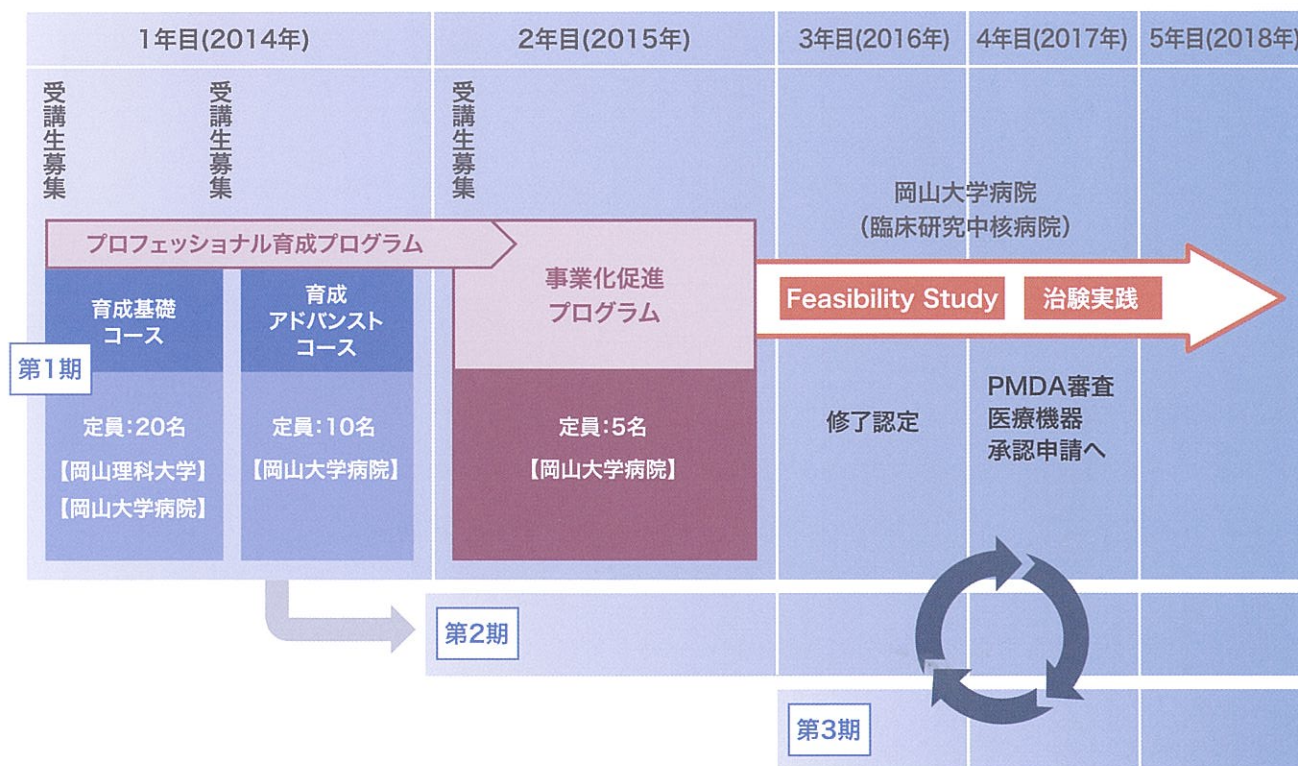 1年目(2014年)
2年目(2015年)
3年目(2016年)
4年目(2017年)
5年目(2018年)
受講生募集
受講生募集
受講生募集
プロフェッショナル育成プログラム
第1期
育成基礎
コース
定員:20名
【岡山理科大学】
【岡山大学病院】
育成
アドバンスト
コース
定員:10名
【岡山大学病院】
事業化促進
プログラム
定員:5名
【岡山大学病院】
岡山大学病院
(臨床研究中核病院)
Feasibility Study
治験実践
修了認定
PMDA審査
医療機器
承認申請へ
第2期
第3期